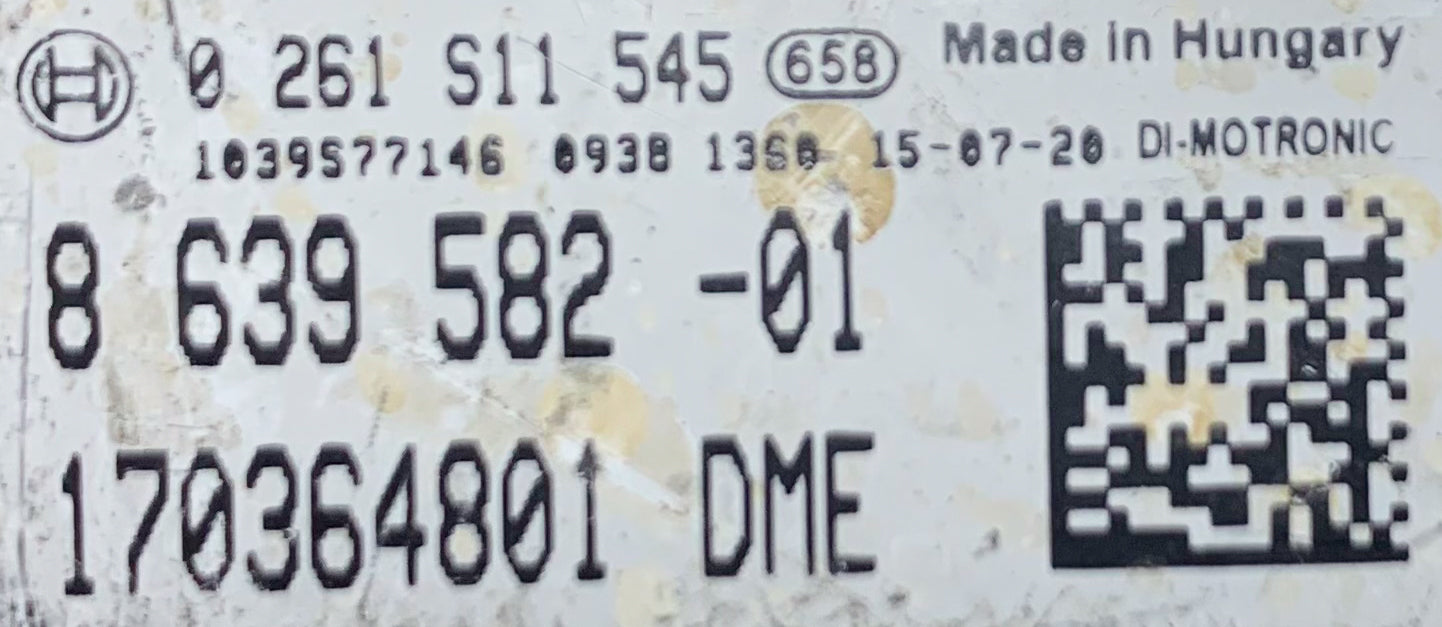 0 261 S11 545 658 Made in Hungary
1039S77146 0938 1360 15-07-20 DI-MOTRONIC
8 639 582 -01
170364801 DME